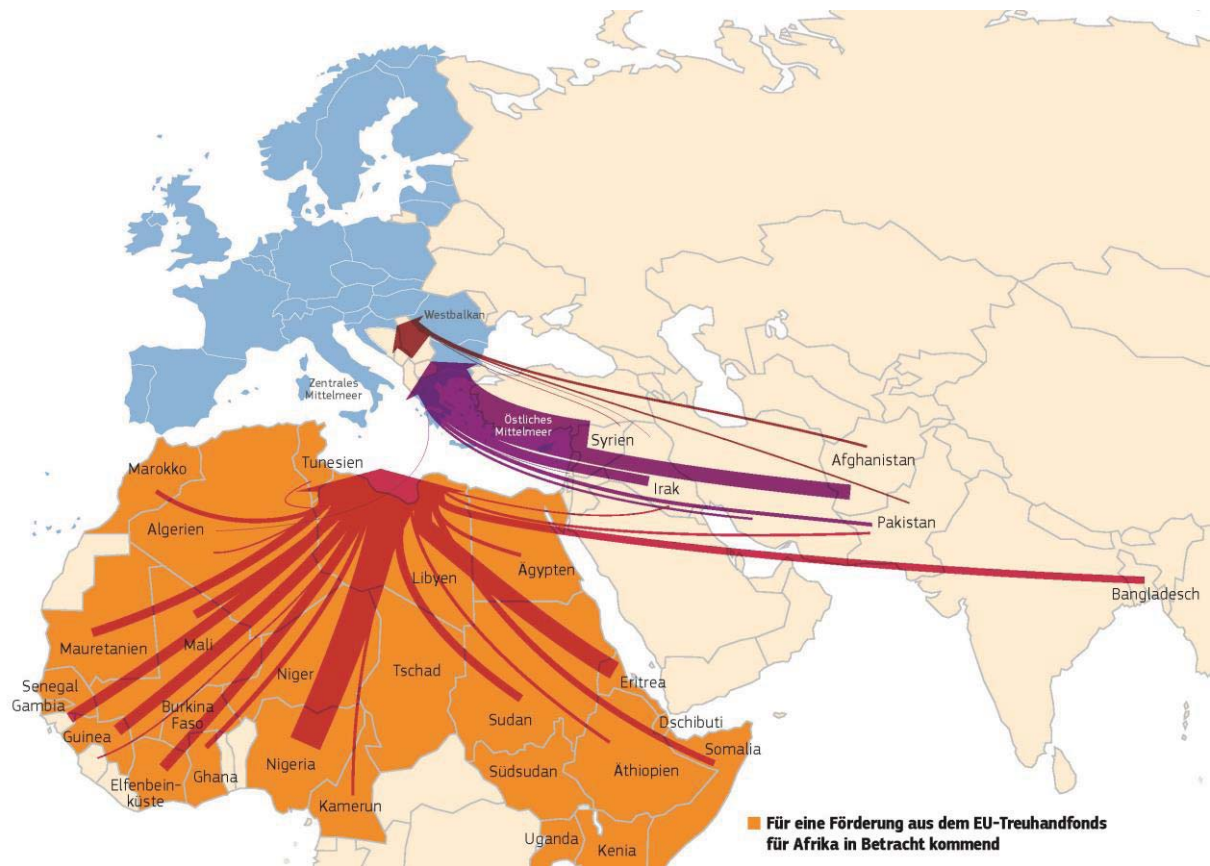 Westbalkan
Zentrales
Mittelmeer
Östliches
Mittelmeer
Syrien
Afghanistan
Marokko
Tunesien
Irak
Pakistan
Algerien
Libyen
Ägypten
Bangladesch
Mauretanien
Mali
Niger
Tschad
Eritrea
Senegal
Gambia
Burkina
Faso
Sudan
Dschibuti
Guinea
Somalia
Elfenbein-
küste
Ghana
Nigeria
Südsudan
Äthiopien
Kamerun
Uganda
Kenia
Für eine Förderung aus dem EU-Treuhandfonds
für Afrika in Betracht kommend